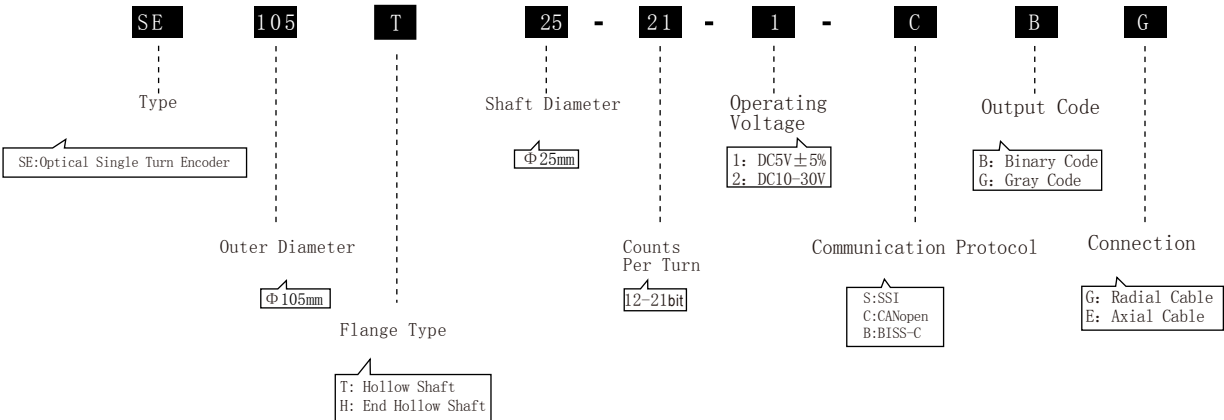 SE 105 T 25 - 21 - 1 - C B G
Type
Shaft Diameter
Operating
Voltage
Output Code
SE:Optical Single Turn Encoder
Φ25mm
1: DC5V±5%
2: DC10-30V
B: Binary Code
G: Gray Code
Outer Diameter
Counts
Per Turn
Communication Protocol
Connection
Φ105mm
12-21bit
S:SSI
C:CANopen
B:BISS-C
G: Radial Cable
E: Axial Cable
Flange Type
T: Hollow Shaft
H: End Hollow Shaft